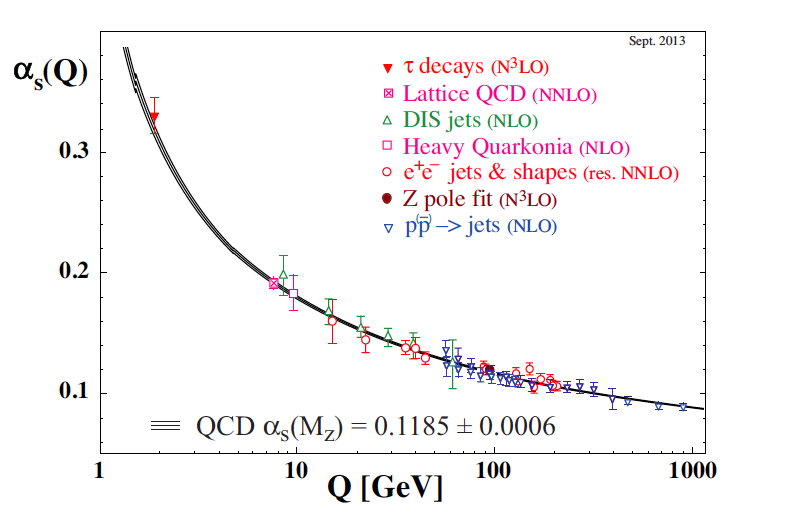 Sept. 2013
αs(Q)
τ decays (N³LO)
Lattice QCD (NNLO)
DIS jets (NLO)
Heavy Quarkonia (NLO)
e⁺e⁻ jets & shapes (res. NNLO)
Z pole fit (N³LO)
pp̅⁽⁻⁾ –> jets (NLO)
0.3
0.2
0.1
QCD αs(Mz) = 0.1185 ± 0.0006
1 10 100 1000
Q [GeV]